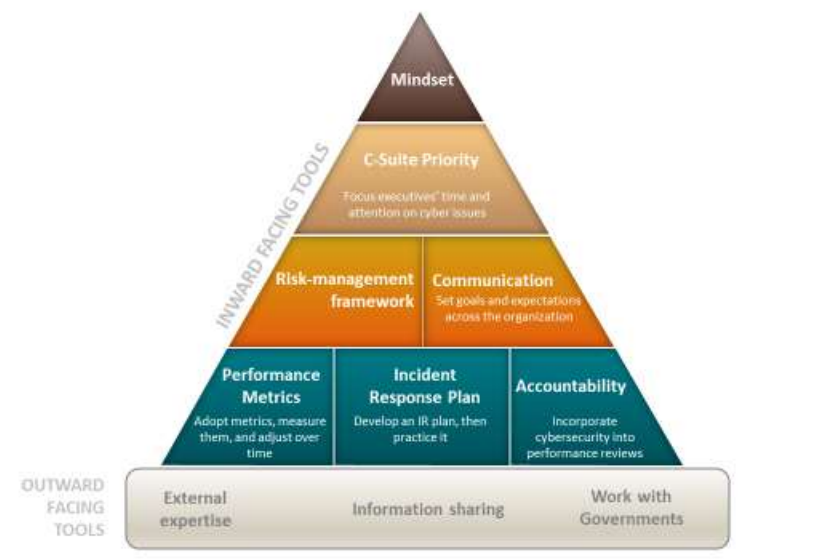 Mindset
C-Suite Priority
Focus executives' time and
attention on cyber issues
INWARD FACING TOOLS
Risk-management
framework
Communication
Set goals and expectations
across the organization
Performance
Metrics
Adopt metrics, measure
them, and adjust over
time
Incident
Response Plan
Develop an IR plan, then
practice it
Accountability
Incorporate
cybersecurity into
performance reviews
OUTWARD
FACING
TOOLS
External
expertise
Information sharing
Work with
Governments